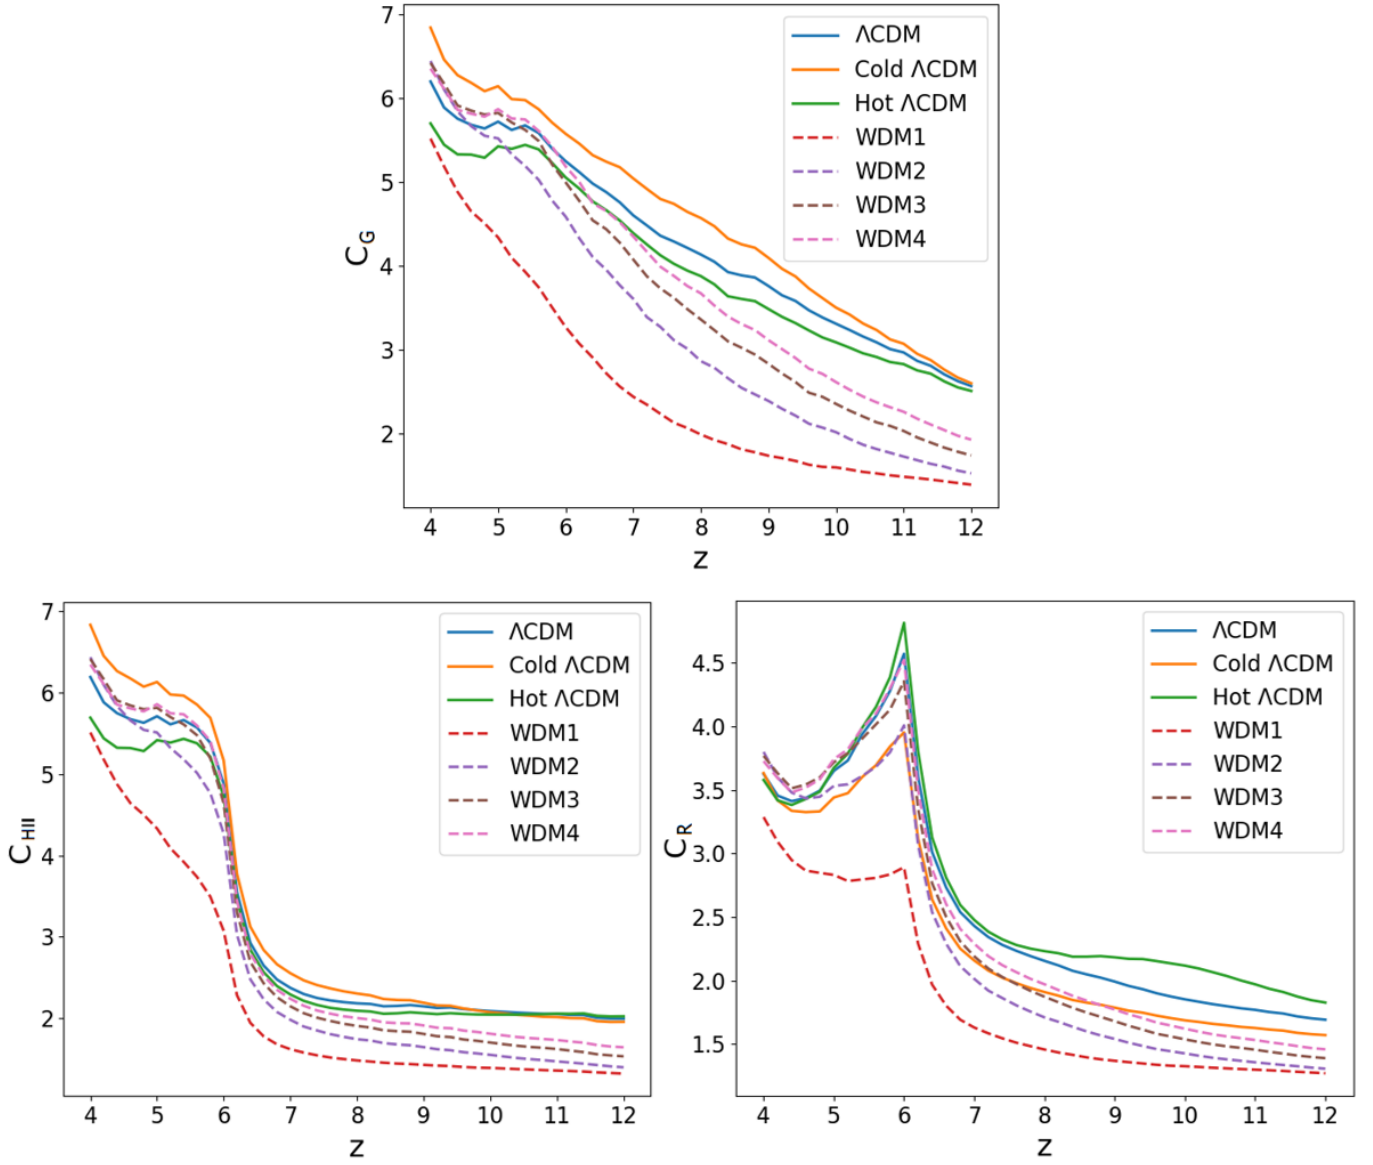 7
6
5
4
3
2
C_G
4 5 6 7 8 9 10 11 12
z
ΛCDM
Cold ΛCDM
Hot ΛCDM
WDM1
WDM2
WDM3
WDM4
7
6
5
4
3
2
C_HII
4 5 6 7 8 9 10 11 12
z
ΛCDM
Cold ΛCDM
Hot ΛCDM
WDM1
WDM2
WDM3
WDM4
4.5
4.0
3.5
3.0
2.5
2.0
1.5
C_R
4 5 6 7 8 9 10 11 12
z
ΛCDM
Cold ΛCDM
Hot ΛCDM
WDM1
WDM2
WDM3
WDM4